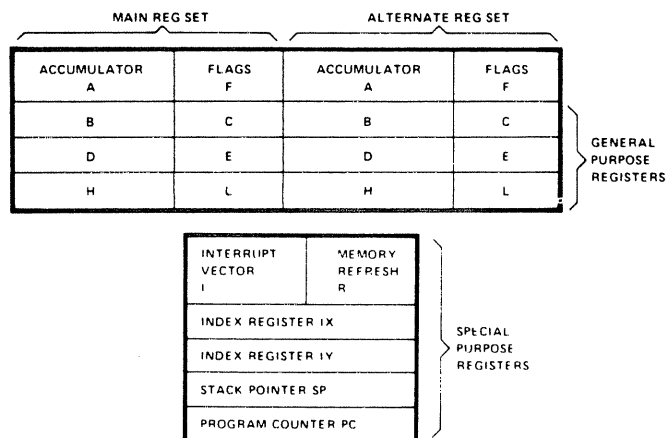 MAIN REG SET
ALTERNATE REG SET
ACCUMULATOR
A
FLAGS
F
ACCUMULATOR
A
FLAGS
F
B
C
B
C
D
E
D
E
H
L
H
L
GENERAL
PURPOSE
REGISTERS
INTERRUPT
VECTOR
I
MEMORY
REFRESH
R
INDEX REGISTER IX
INDEX REGISTER IY
STACK POINTER SP
PROGRAM COUNTER PC
SPECIAL
PURPOSE
REGISTERS